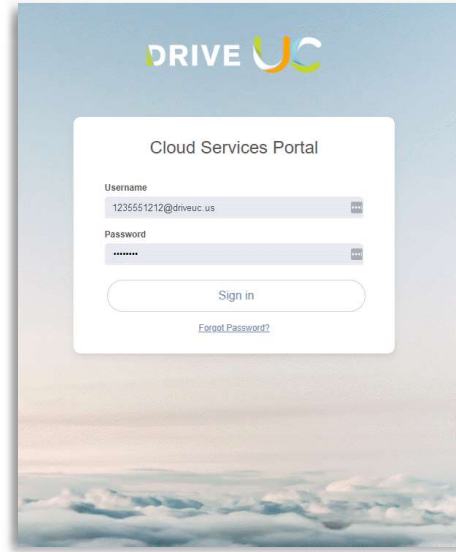 DRIVE UC
Cloud Services Portal
Username
1235551212@driveuc.us
Password
••••••••
Sign in
Forgot Password?